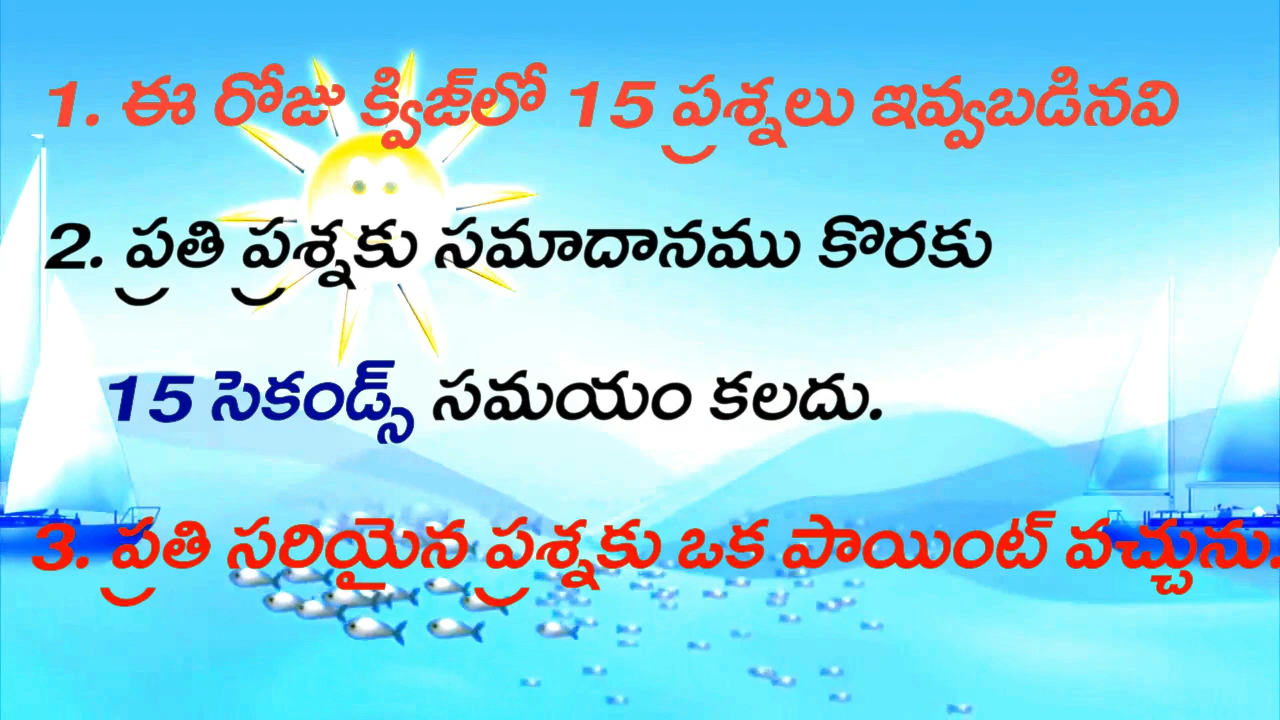 1. ఈ రోజు క్విజ్‌లో 15 ప్రశ్నలు ఇవ్వబడినవి
2. ప్రతి ప్రశ్నకు సమాదానము కొరకు
15 సెకండ్స్ సమయం కలదు.
3. ప్రతి సరియైన ప్రశ్నకు ఒక పాయింట్ వచ్చును.